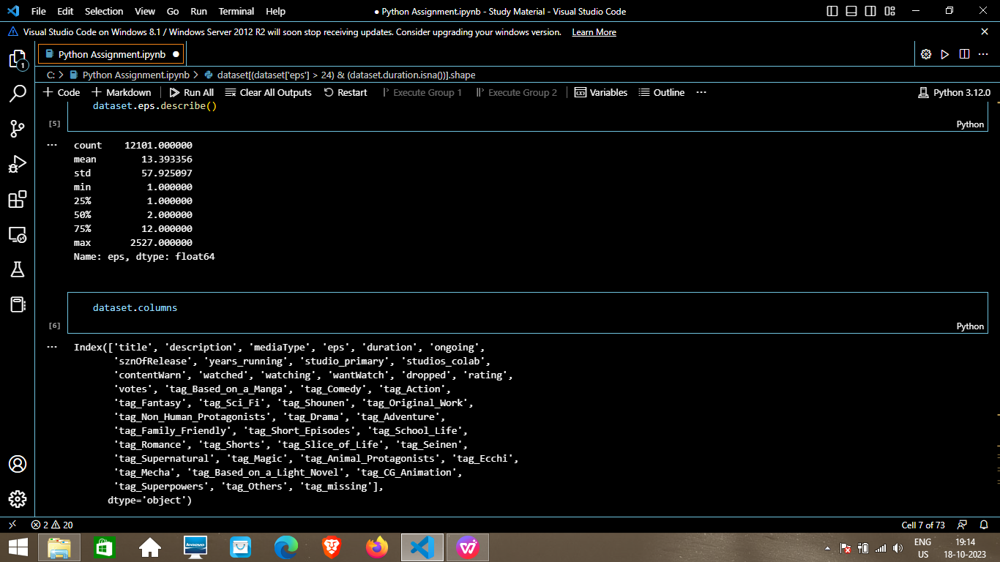 File Edit Selection View Go Run Terminal Help
● Python Assignment.ipynb - Study Material - Visual Studio Code
Visual Studio Code on Windows 8.1 / Windows Server 2012 R2 will soon stop receiving updates. Consider upgrading your windows version. Learn More
1
Python Assignment.ipynb ●
C: > Python Assignment.ipynb > dataset[(dataset['eps'] > 24) & (dataset.duration.isna())].shape
+ Code + Markdown Run All Clear All Outputs Restart Execute Group 1 Execute Group 2 Variables Outline ... Python 3.12.0
dataset.eps.describe()
[5]
Python
... count 12101.000000
mean 13.393356
std 57.925097
min 1.000000
25% 1.000000
50% 2.000000
75% 12.000000
max 2527.000000
Name: eps, dtype: float64
dataset.columns
[6]
Python
... Index(['title', 'description', 'mediaType', 'eps', 'duration', 'ongoing',
'sznOfRelease', 'years_running', 'studio_primary', 'studios_colab',
'contentWarn', 'watched', 'watching', 'wantWatch', 'dropped', 'rating',
'votes', 'tag_Based_on_a_Manga', 'tag_Comedy', 'tag_Action',
'tag_Fantasy', 'tag_Sci_Fi', 'tag_Shounen', 'tag_Original_Work',
'tag_Non_Human_Protagonists', 'tag_Drama', 'tag_Adventure',
'tag_Family_Friendly', 'tag_Short_Episodes', 'tag_School_Life',
'tag_Romance', 'tag_Shorts', 'tag_Slice_of_Life', 'tag_Seinen',
'tag_Supernatural', 'tag_Magic', 'tag_Animal_Protagonists', 'tag_Ecchi',
'tag_Mecha', 'tag_Based_on_a_Light_Novel', 'tag_CG_Animation',
'tag_Superpowers', 'tag_Others', 'tag_missing'],
dtype='object')
2 20
Cell 7 of 73
lenovo
ENG 19:14
US 18-10-2023